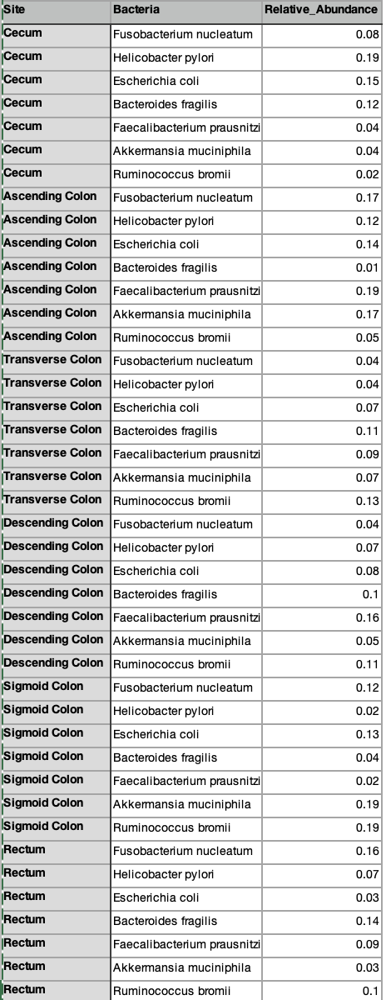 Site Bacteria Relative_Abundance
Cecum Fusobacterium nucleatum 0.08
Cecum Helicobacter pylori 0.19
Cecum Escherichia coli 0.15
Cecum Bacteroides fragilis 0.12
Cecum Faecalibacterium prausnitzi 0.04
Cecum Akkermansia muciniphila 0.04
Cecum Ruminococcus bromii 0.02
Ascending Colon Fusobacterium nucleatum 0.17
Ascending Colon Helicobacter pylori 0.12
Ascending Colon Escherichia coli 0.14
Ascending Colon Bacteroides fragilis 0.01
Ascending Colon Faecalibacterium prausnitzi 0.19
Ascending Colon Akkermansia muciniphila 0.17
Ascending Colon Ruminococcus bromii 0.05
Transverse Colon Fusobacterium nucleatum 0.04
Transverse Colon Helicobacter pylori 0.04
Transverse Colon Escherichia coli 0.07
Transverse Colon Bacteroides fragilis 0.11
Transverse Colon Faecalibacterium prausnitzi 0.09
Transverse Colon Akkermansia muciniphila 0.07
Transverse Colon Ruminococcus bromii 0.13
Descending Colon Fusobacterium nucleatum 0.04
Descending Colon Helicobacter pylori 0.07
Descending Colon Escherichia coli 0.08
Descending Colon Bacteroides fragilis 0.1
Descending Colon Faecalibacterium prausnitzi 0.16
Descending Colon Akkermansia muciniphila 0.05
Descending Colon Ruminococcus bromii 0.11
Sigmoid Colon Fusobacterium nucleatum 0.12
Sigmoid Colon Helicobacter pylori 0.02
Sigmoid Colon Escherichia coli 0.13
Sigmoid Colon Bacteroides fragilis 0.04
Sigmoid Colon Faecalibacterium prausnitzi 0.02
Sigmoid Colon Akkermansia muciniphila 0.19
Sigmoid Colon Ruminococcus bromii 0.19
Rectum Fusobacterium nucleatum 0.16
Rectum Helicobacter pylori 0.07
Rectum Escherichia coli 0.03
Rectum Bacteroides fragilis 0.14
Rectum Faecalibacterium prausnitzi 0.09
Rectum Akkermansia muciniphila 0.03
Rectum Ruminococcus bromii 0.1